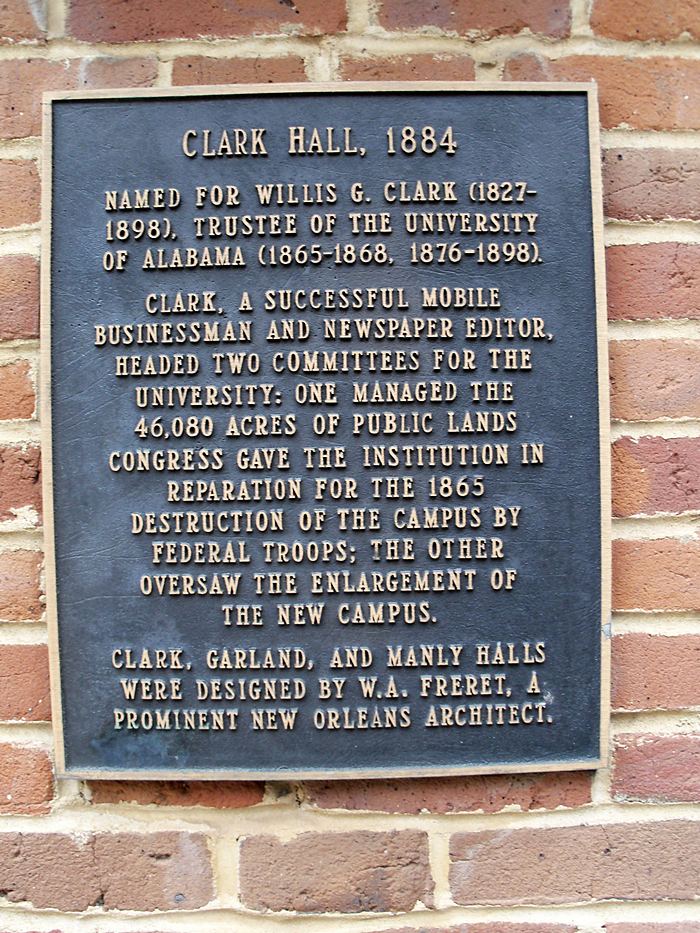 CLARK HALL, 1884
NAMED FOR WILLIS G. CLARK (1827-
1898), TRUSTEE OF THE UNIVERSITY
OF ALABAMA (1865-1868, 1876-1898).
CLARK, A SUCCESSFUL MOBILE
BUSINESSMAN AND NEWSPAPER EDITOR,
HEADED TWO COMMITTEES FOR THE
UNIVERSITY: ONE MANAGED THE
46,080 ACRES OF PUBLIC LANDS
CONGRESS GAVE THE INSTITUTION IN
REPARATION FOR THE 1865
DESTRUCTION OF THE CAMPUS BY
FEDERAL TROOPS; THE OTHER
OVERSAW THE ENLARGEMENT OF
THE NEW CAMPUS.
CLARK, GARLAND, AND MANLY HALLS
WERE DESIGNED BY W.A. FRERET, A
PROMINENT NEW ORLEANS ARCHITECT.